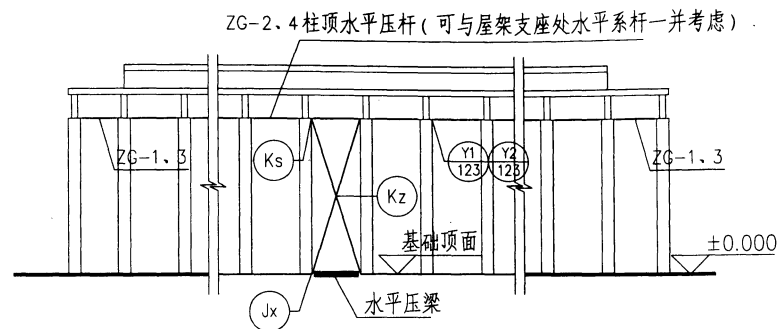 ZG-2、4柱顶水平压杆(可与屋架支座处水平系杆一并考虑)
ZG-1、3
Ks
Y1
123
Y2
123
ZG-1、3
Kz
基础顶面
±0.000
Jx
水平压梁